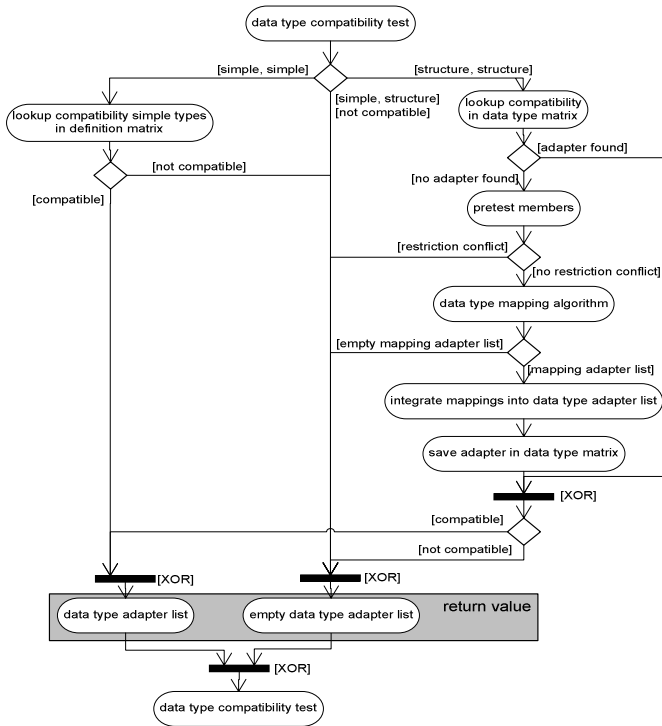 data type compatibility test
[simple, simple]
[structure, structure]
[simple, structure]
[not compatible]
lookup compatibility simple types
in definition matrix
lookup compatibility
in data type matrix
[adapter found]
[not compatible]
[no adapter found]
[compatible]
pretest members
[restriction conflict]
[no restriction conflict]
data type mapping algorithm
[empty mapping adapter list]
[mapping adapter list]
integrate mappings into data type adapter list
save adapter in data type matrix
[XOR]
[compatible]
[not compatible]
[XOR]
[XOR]
return value
data type adapter list
empty data type adapter list
[XOR]
data type compatibility test